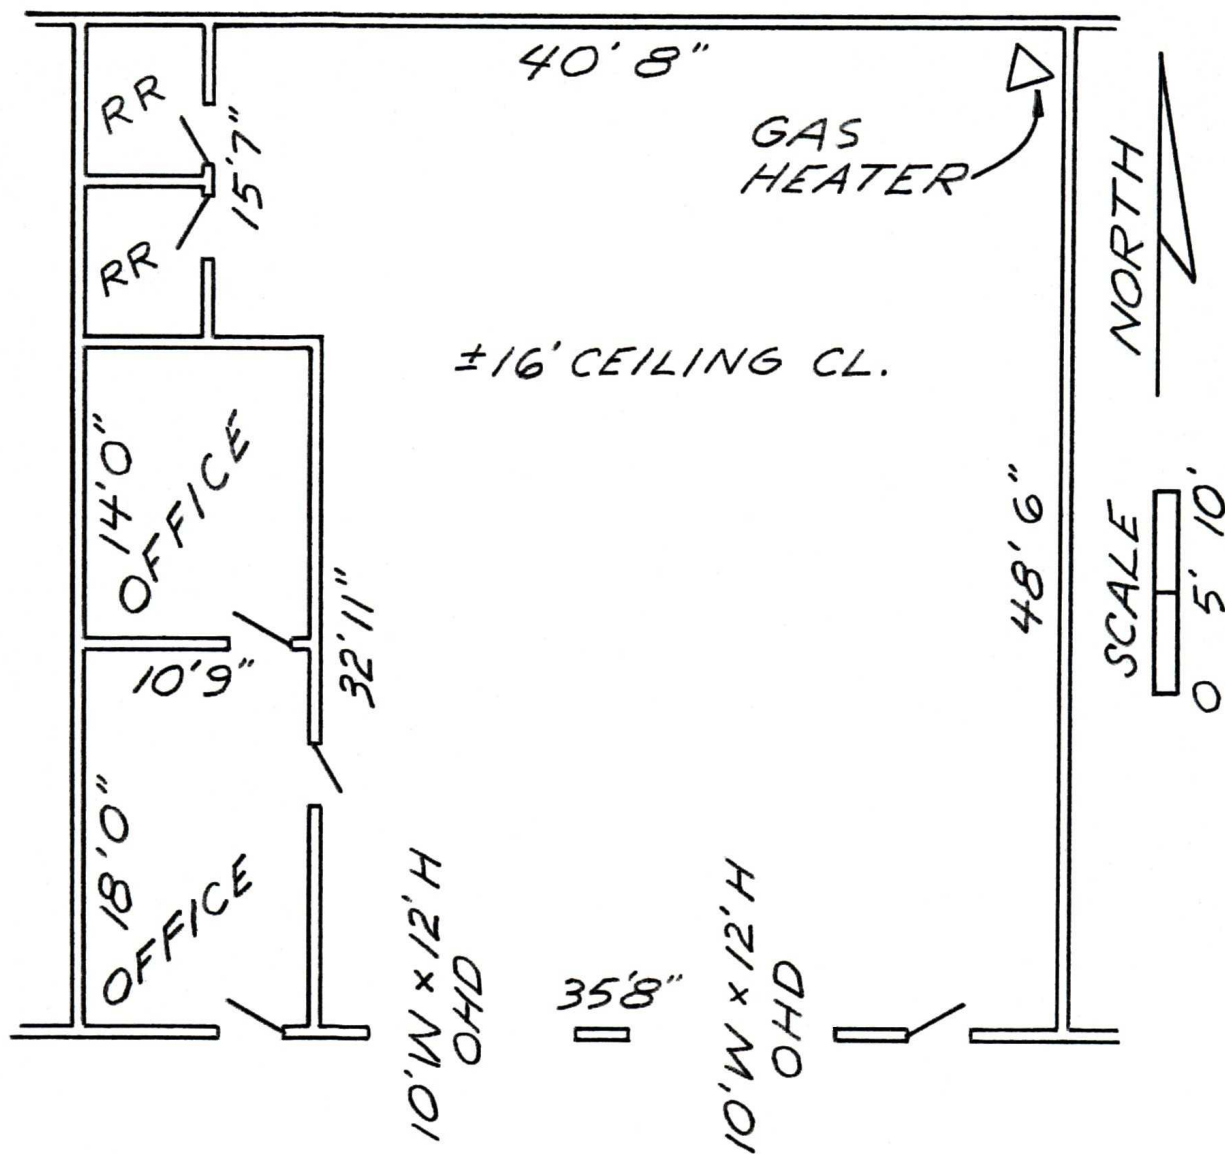 40' 8"
RR
15'7"
GAS
HEATER
RR
NORTH
±16' CEILING CL.
14'0"
OFFICE
48' 6"
SCALE
0 5' 10'
10'9"
32' 11"
18'0"
OFFICE
10' W × 12' H
OHD
35'8"
10' W × 12' H
OHD